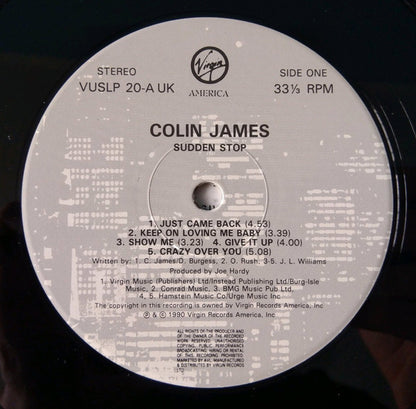 Virgin
STEREO
SIDE ONE
VUSLP 20-A UK
AMERICA
33⅓ RPM
COLIN JAMES
SUDDEN STOP
1. JUST CAME BACK (4.53)
2. KEEP ON LOVING ME BABY (3.39)
3. SHOW ME (3.23) 4. GIVE IT UP (4.00)
5. CRAZY OVER YOU (5.08)
Written by: 1. C. James/D. Burgess. 2. O. Rush· 3-5. J. L. Williams
Produced by Joe Hardy
1. Virgin Music (Publishers) Ltd/Instead Publishing Ltd/Burg-Isle
Music. 2. Conrad Music. 3. BMG Music Pub Ltd.
4, 5. Hamstein Music Co/Urge Music Inc.
The copyright in this recording is owned by Virgin Records America, Inc.
℗ & © 1990 Virgin Records America, Inc
ALL RIGHTS OF THE PRODUCER AND OF
THE OWNER OF THE RECORDED
WORK RESERVED. UNAUTHORISED
COPYING, PUBLIC PERFORMANCE
BROADCASTING HIRING OR RENTAL
OF THIS RECORDING PROHIBITED.
& DISTRIBUTED BY VIRGIN RECORDS